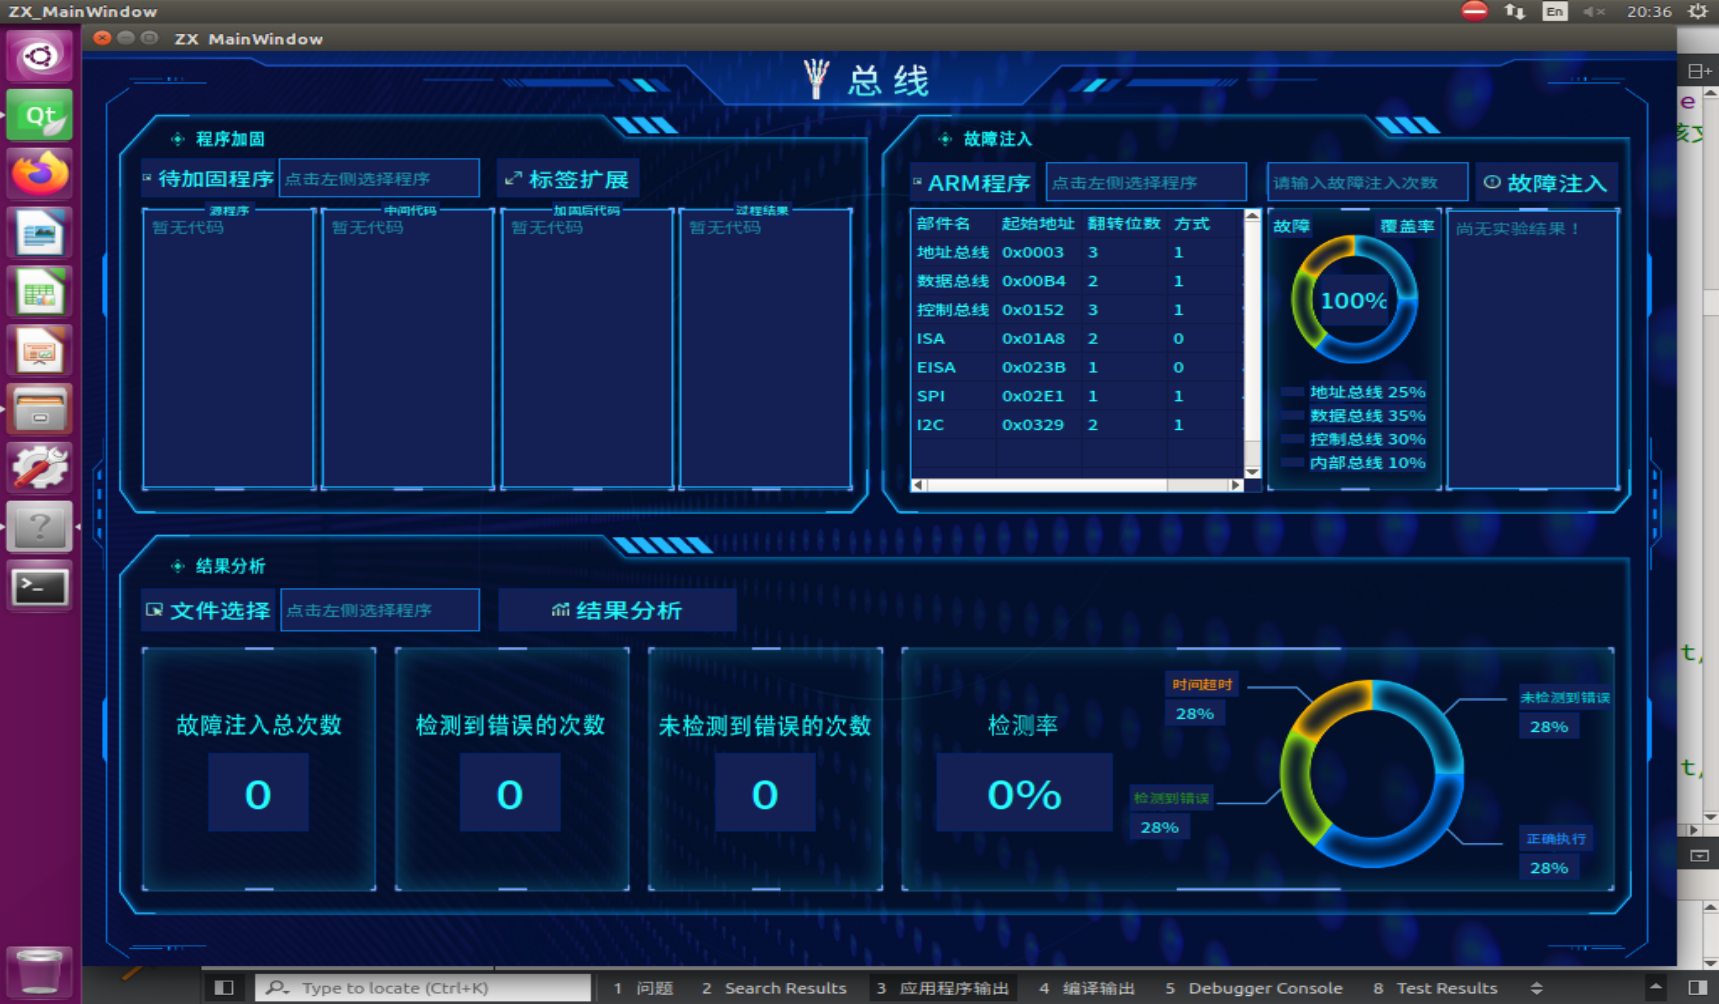 ZX_MainWindow
En
20:36
ZX MainWindow
总线
程序加固
待加固程序
点击左侧选择程序
标签扩展
源程序
中间代码
加固后代码
过程结果
暂无代码
暂无代码
暂无代码
暂无代码
故障注入
ARM程序
点击左侧选择程序
请输入故障注入次数
故障注入
部件名 起始地址 翻转位数 方式
地址总线 0x0003 3 1
数据总线 0x00B4 2 1
控制总线 0x0152 3 1
ISA 0x01A8 2 0
EISA 0x023B 1 0
SPI 0x02E1 1 1
I2C 0x0329 2 1
故障
覆盖率
100%
地址总线 25%
数据总线 35%
控制总线 30%
内部总线 10%
尚无实验结果！
结果分析
文件选择
点击左侧选择程序
结果分析
故障注入总次数
0
检测到错误的次数
0
未检测到错误的次数
0
检测率
0%
时间超时
28%
未检测到错误
28%
检测到错误
28%
正确执行
28%
Qt
e
t,
t,
Type to locate (Ctrl+K)
1 问题
2 Search Results
3 应用程序输出
4 编译输出
5 Debugger Console
8 Test Results